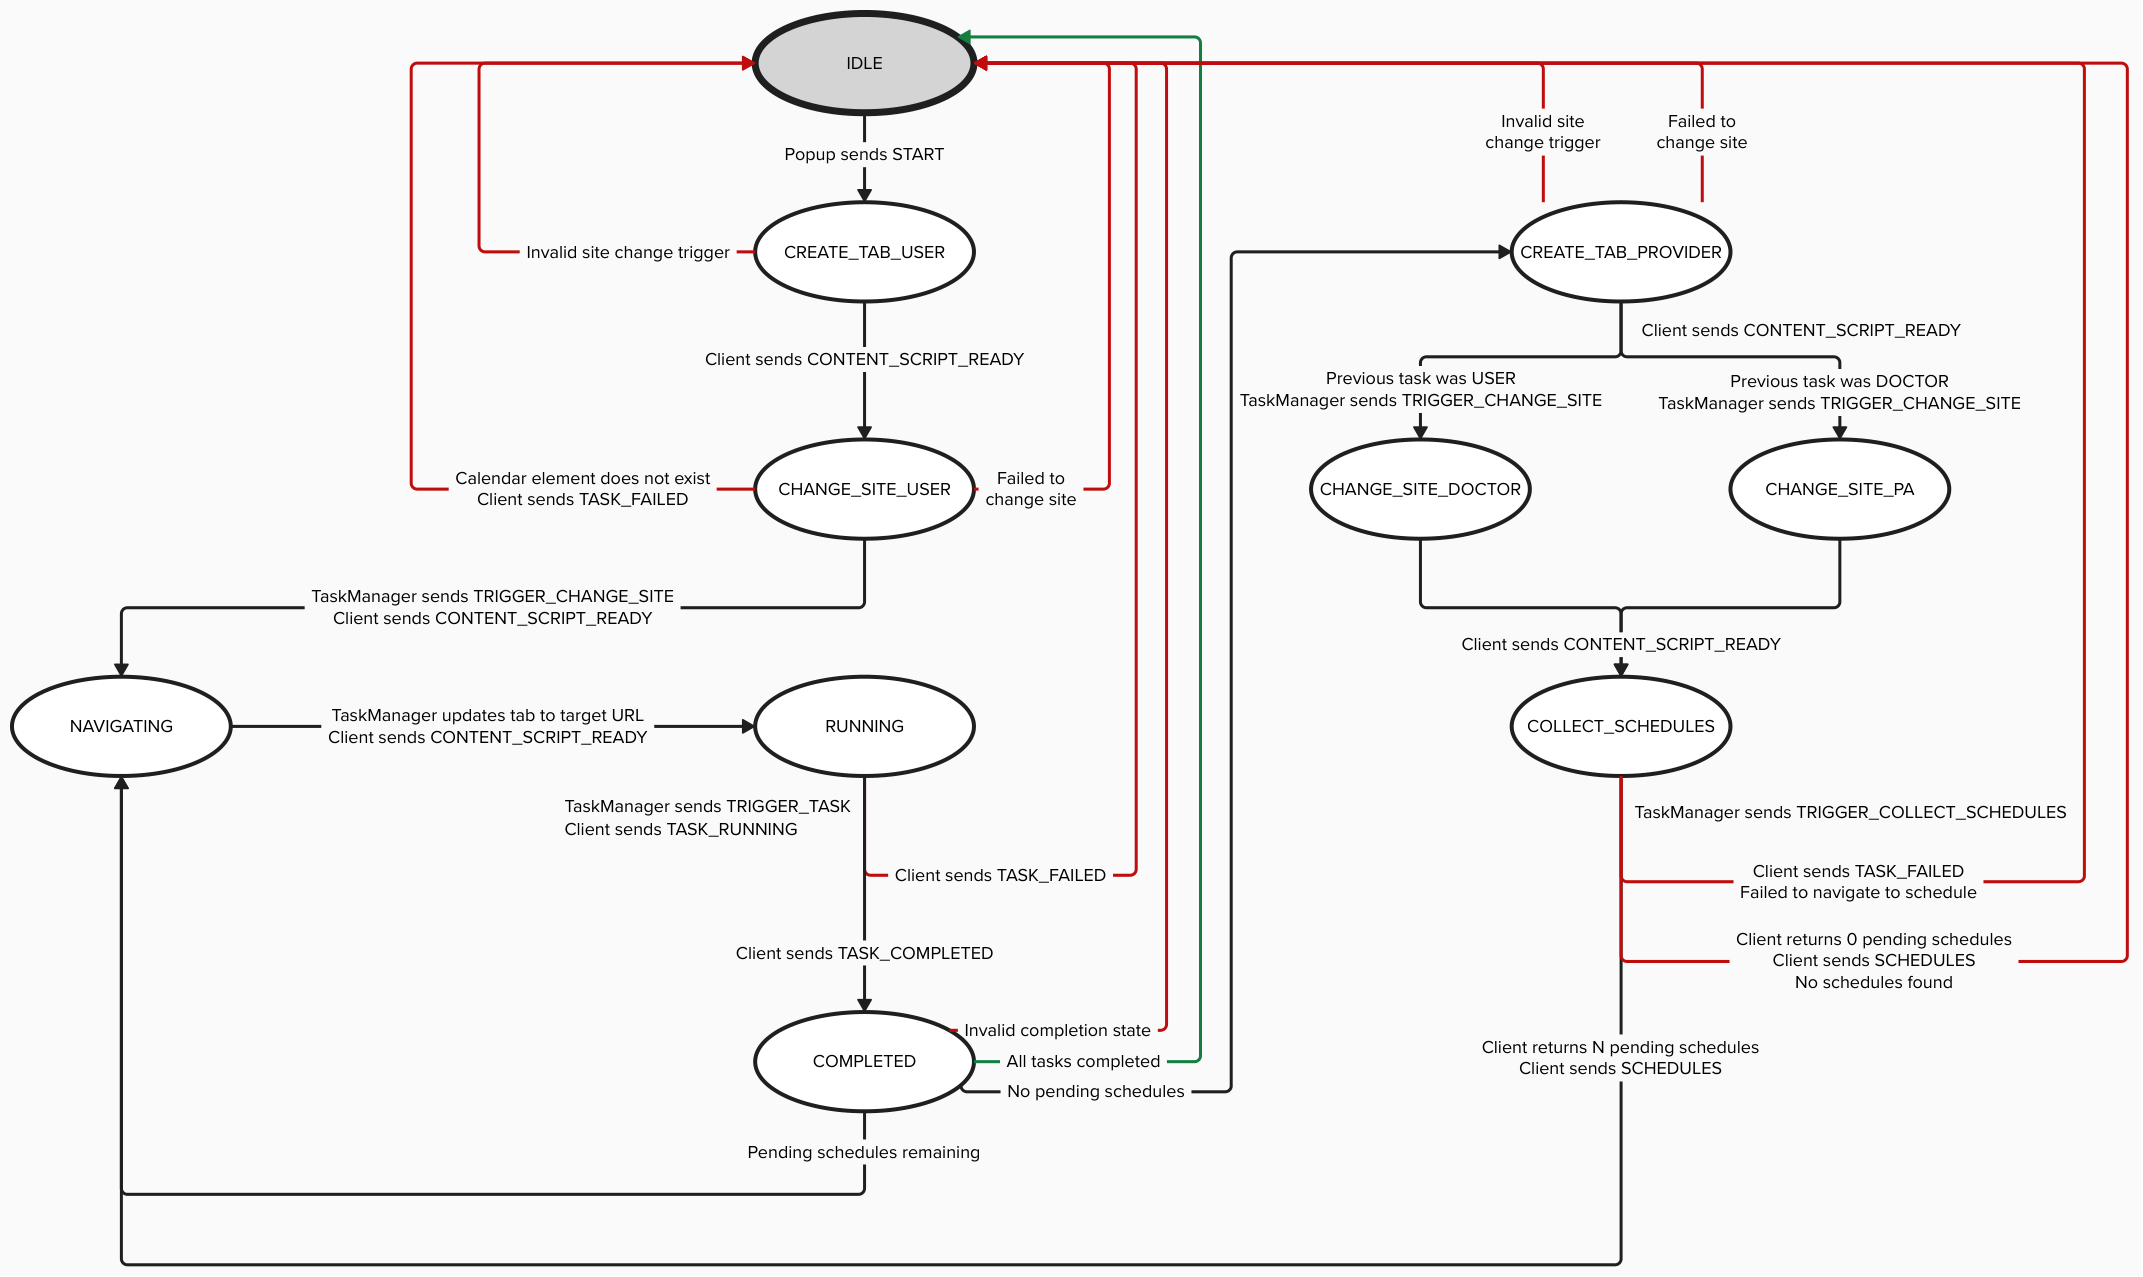 IDLE
Popup sends START
Invalid site
change trigger
Failed to
change site
Invalid site change trigger
CREATE_TAB_USER
CREATE_TAB_PROVIDER
Client sends CONTENT_SCRIPT_READY
Client sends CONTENT_SCRIPT_READY
Previous task was USER
TaskManager sends TRIGGER_CHANGE_SITE
Previous task was DOCTOR
TaskManager sends TRIGGER_CHANGE_SITE
Calendar element does not exist
Client sends TASK_FAILED
CHANGE_SITE_USER
Failed to
change site
CHANGE_SITE_DOCTOR
CHANGE_SITE_PA
TaskManager sends TRIGGER_CHANGE_SITE
Client sends CONTENT_SCRIPT_READY
Client sends CONTENT_SCRIPT_READY
NAVIGATING
TaskManager updates tab to target URL
Client sends CONTENT_SCRIPT_READY
RUNNING
COLLECT_SCHEDULES
TaskManager sends TRIGGER_TASK
Client sends TASK_RUNNING
TaskManager sends TRIGGER_COLLECT_SCHEDULES
Client sends TASK_FAILED
Client sends TASK_FAILED
Failed to navigate to schedule
Client sends TASK_COMPLETED
Client returns 0 pending schedules
Client sends SCHEDULES
No schedules found
Invalid completion state
COMPLETED
All tasks completed
No pending schedules
Client returns N pending schedules
Client sends SCHEDULES
Pending schedules remaining